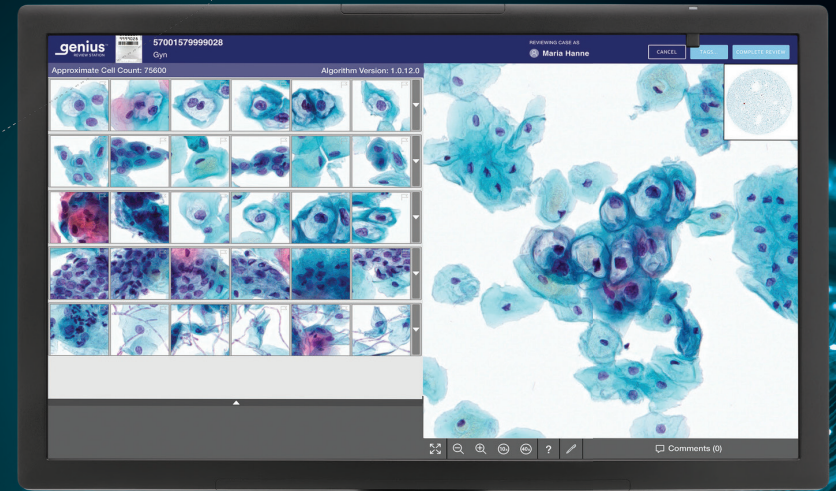 genius™
REVIEW STATION
57001579999028
Gyn
REVIEWING CASE AS
Maria Hanne
CANCEL
TAGS...
COMPLETE REVIEW
Approximate Cell Count: 75600
Algorithm Version: 1.0.12.0
?
Comments (0)